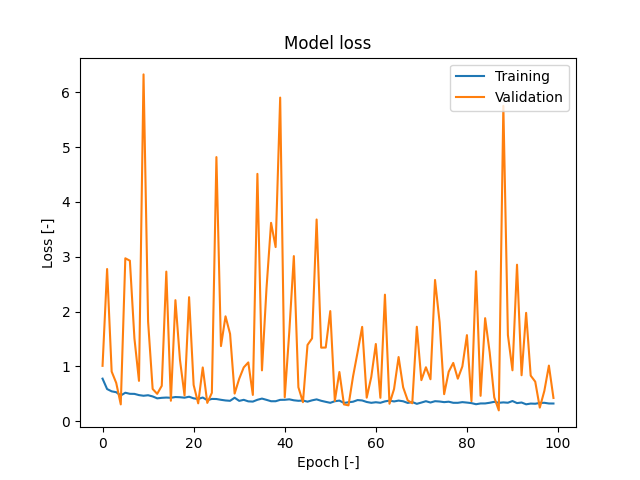 Model loss
Training
Validation
6
5
4
3
2
1
0
Loss [-]
0
20
40
60
80
100
Epoch [-]